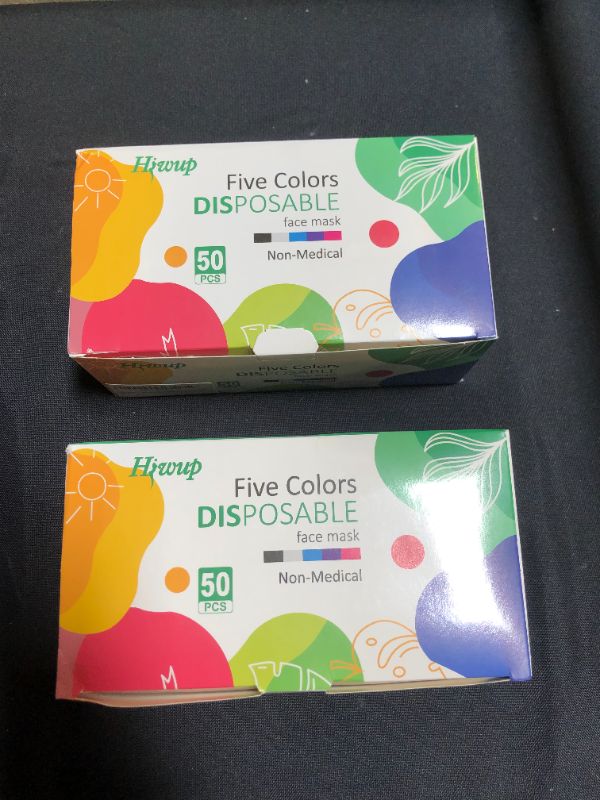 Hiwup
Five Colors
DISPOSABLE
face mask
Non-Medical
50
PCS
Hiwup
Five Colors
DISPOSABLE
Hiwup
Five Colors
DISPOSABLE
face mask
Non-Medical
50
PCS